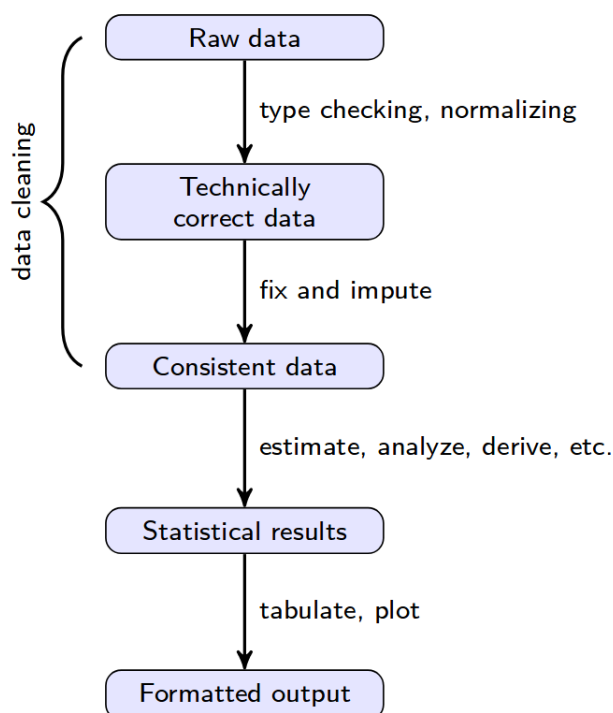 Raw data
type checking, normalizing
Technically
correct data
data cleaning
fix and impute
Consistent data
estimate, analyze, derive, etc.
Statistical results
tabulate, plot
Formatted output